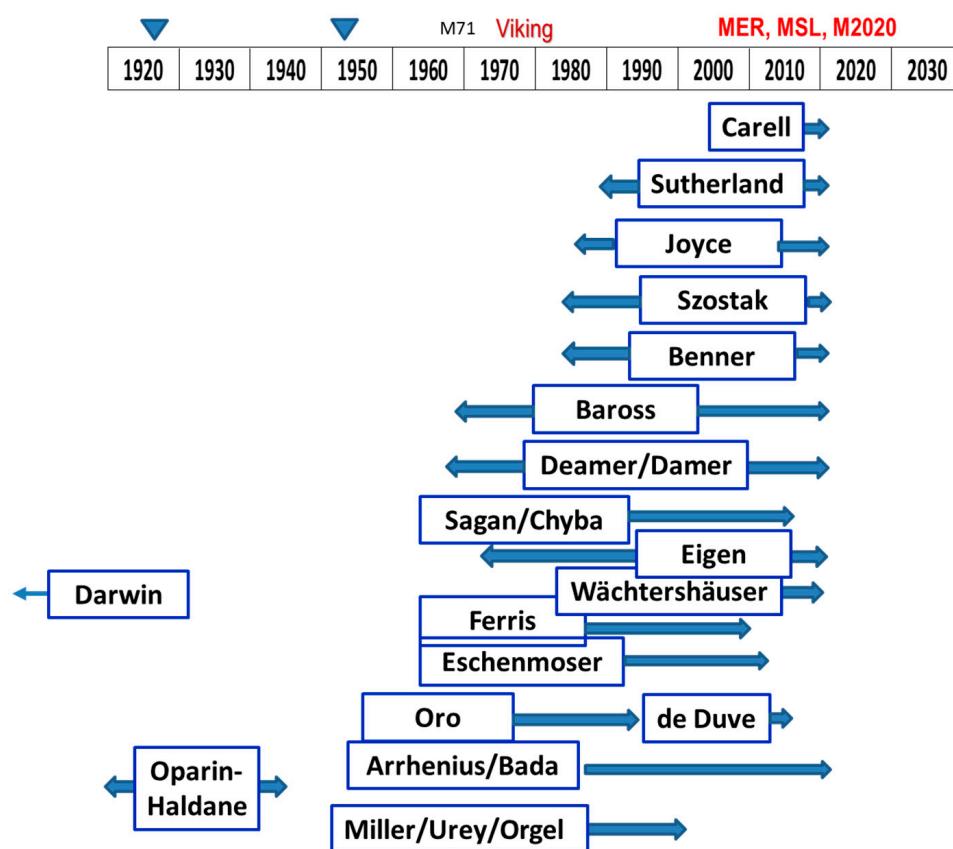 M71 Viking MER, MSL, M2020
1920 1930 1940 1950 1960 1970 1980 1990 2000 2010 2020 2030
Carell
Sutherland
Joyce
Szostak
Benner
Baross
Deamer/Damer
Sagan/Chyba
Eigen
Darwin
Wächtershäuser
Ferris
Eschenmoser
Oro
de Duve
Oparin-
Haldane
Arrhenius/Bada
Miller/Urey/Orgel